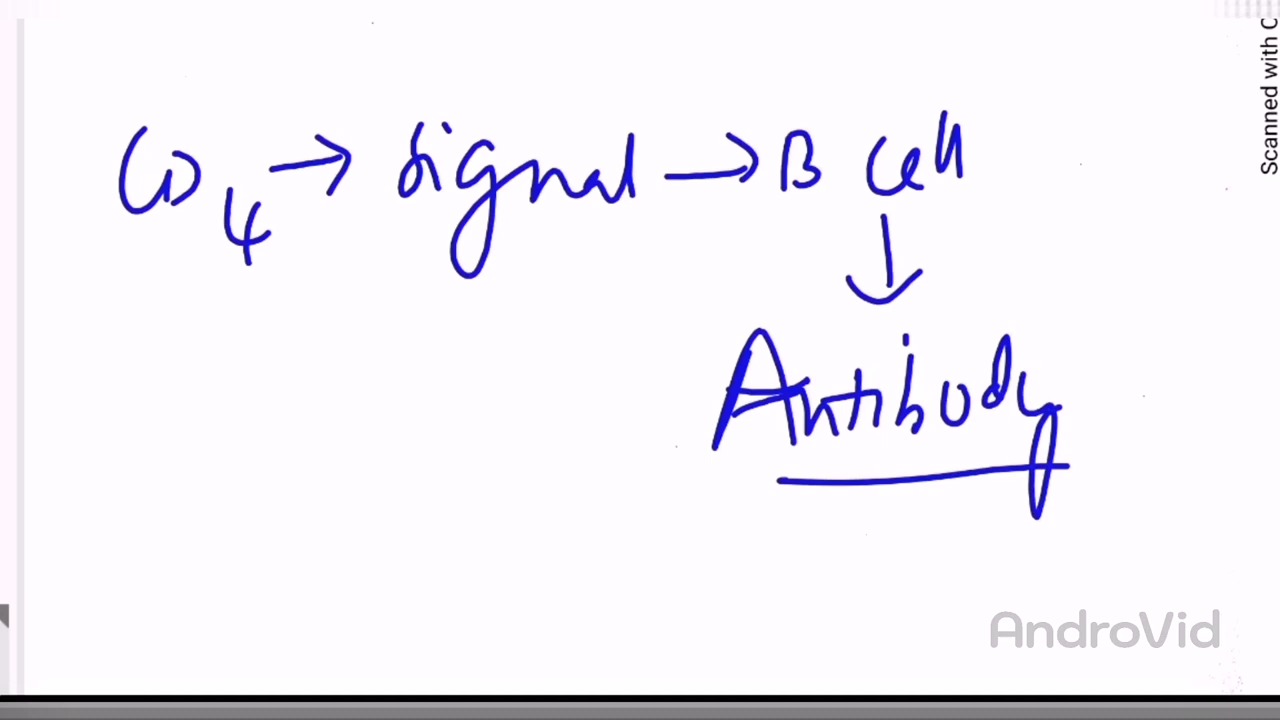 CD4 → signal → B cell
↓
Antibody
AndroVid
Scanned with C